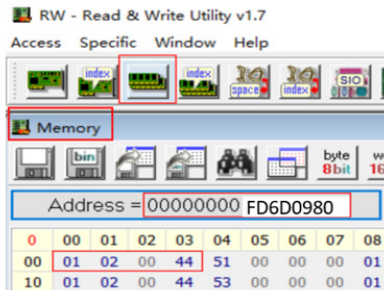 RW - Read & Write Utility v1.7
Access Specific Window Help
index index space index SIO
Memory
bin byte 8bit
Address = 00000000 FD6D0980
0 00 01 02 03 04 05 06 07 08
00 01 02 00 44 51 00 00 00 01
10 01 02 00 44 53 00 00 00 01